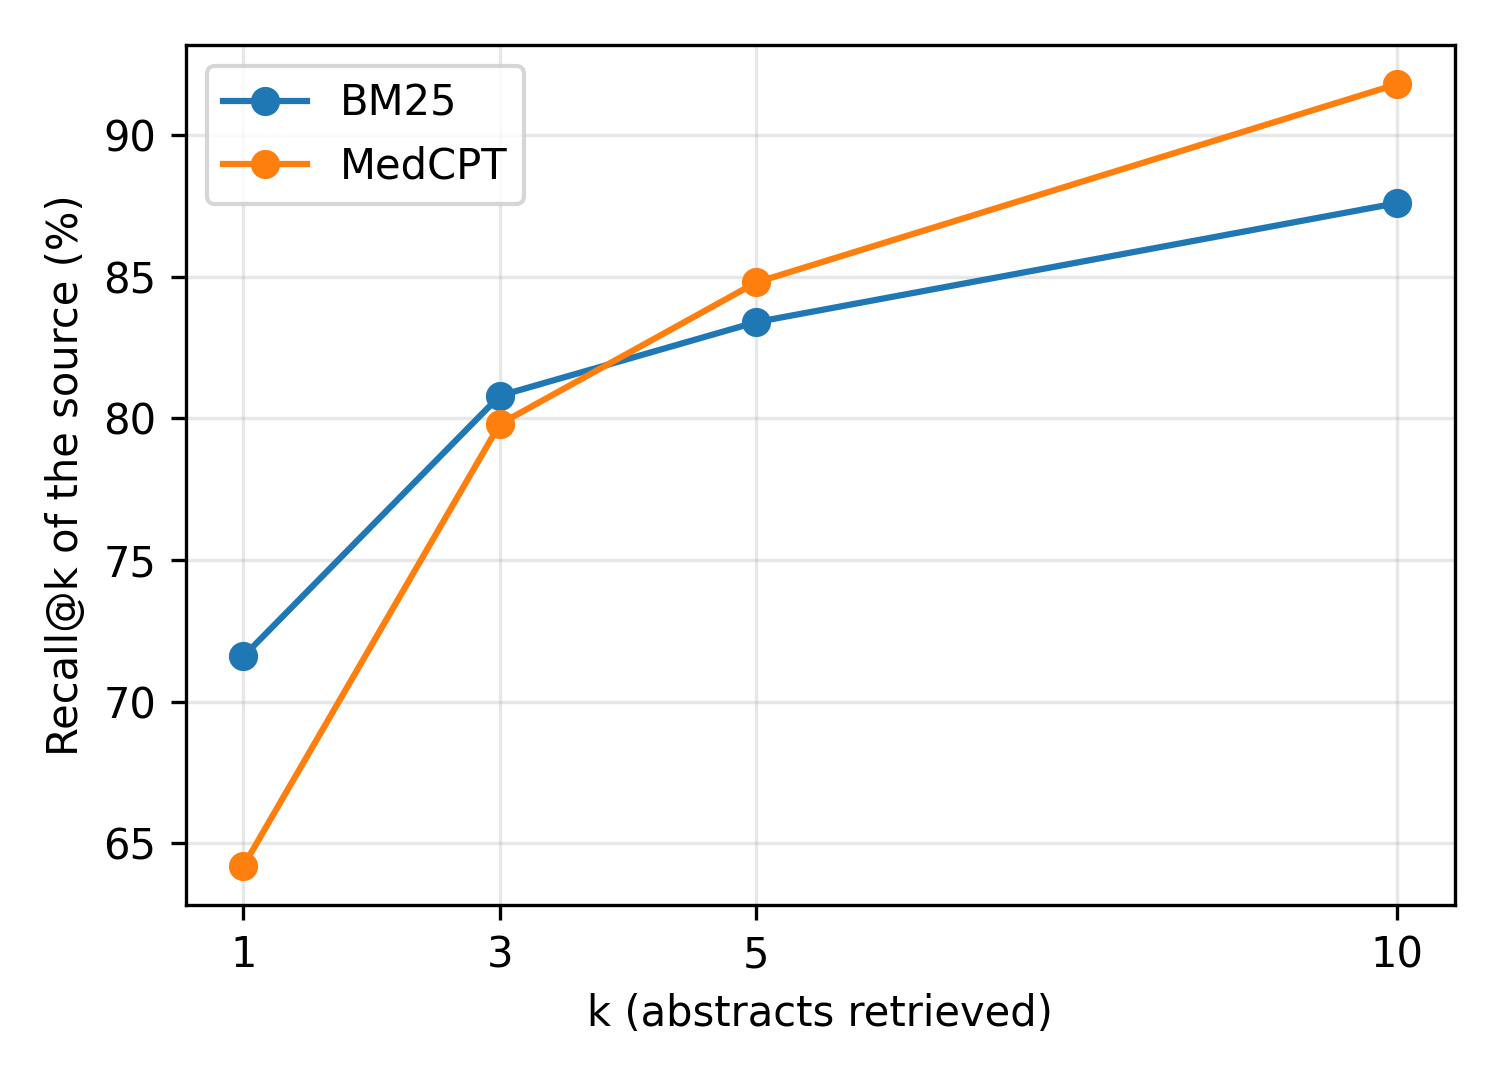 BM25
MedCPT
90
85
80
75
70
65
Recall@k of the source (%)
1 3 5 10
k (abstracts retrieved)